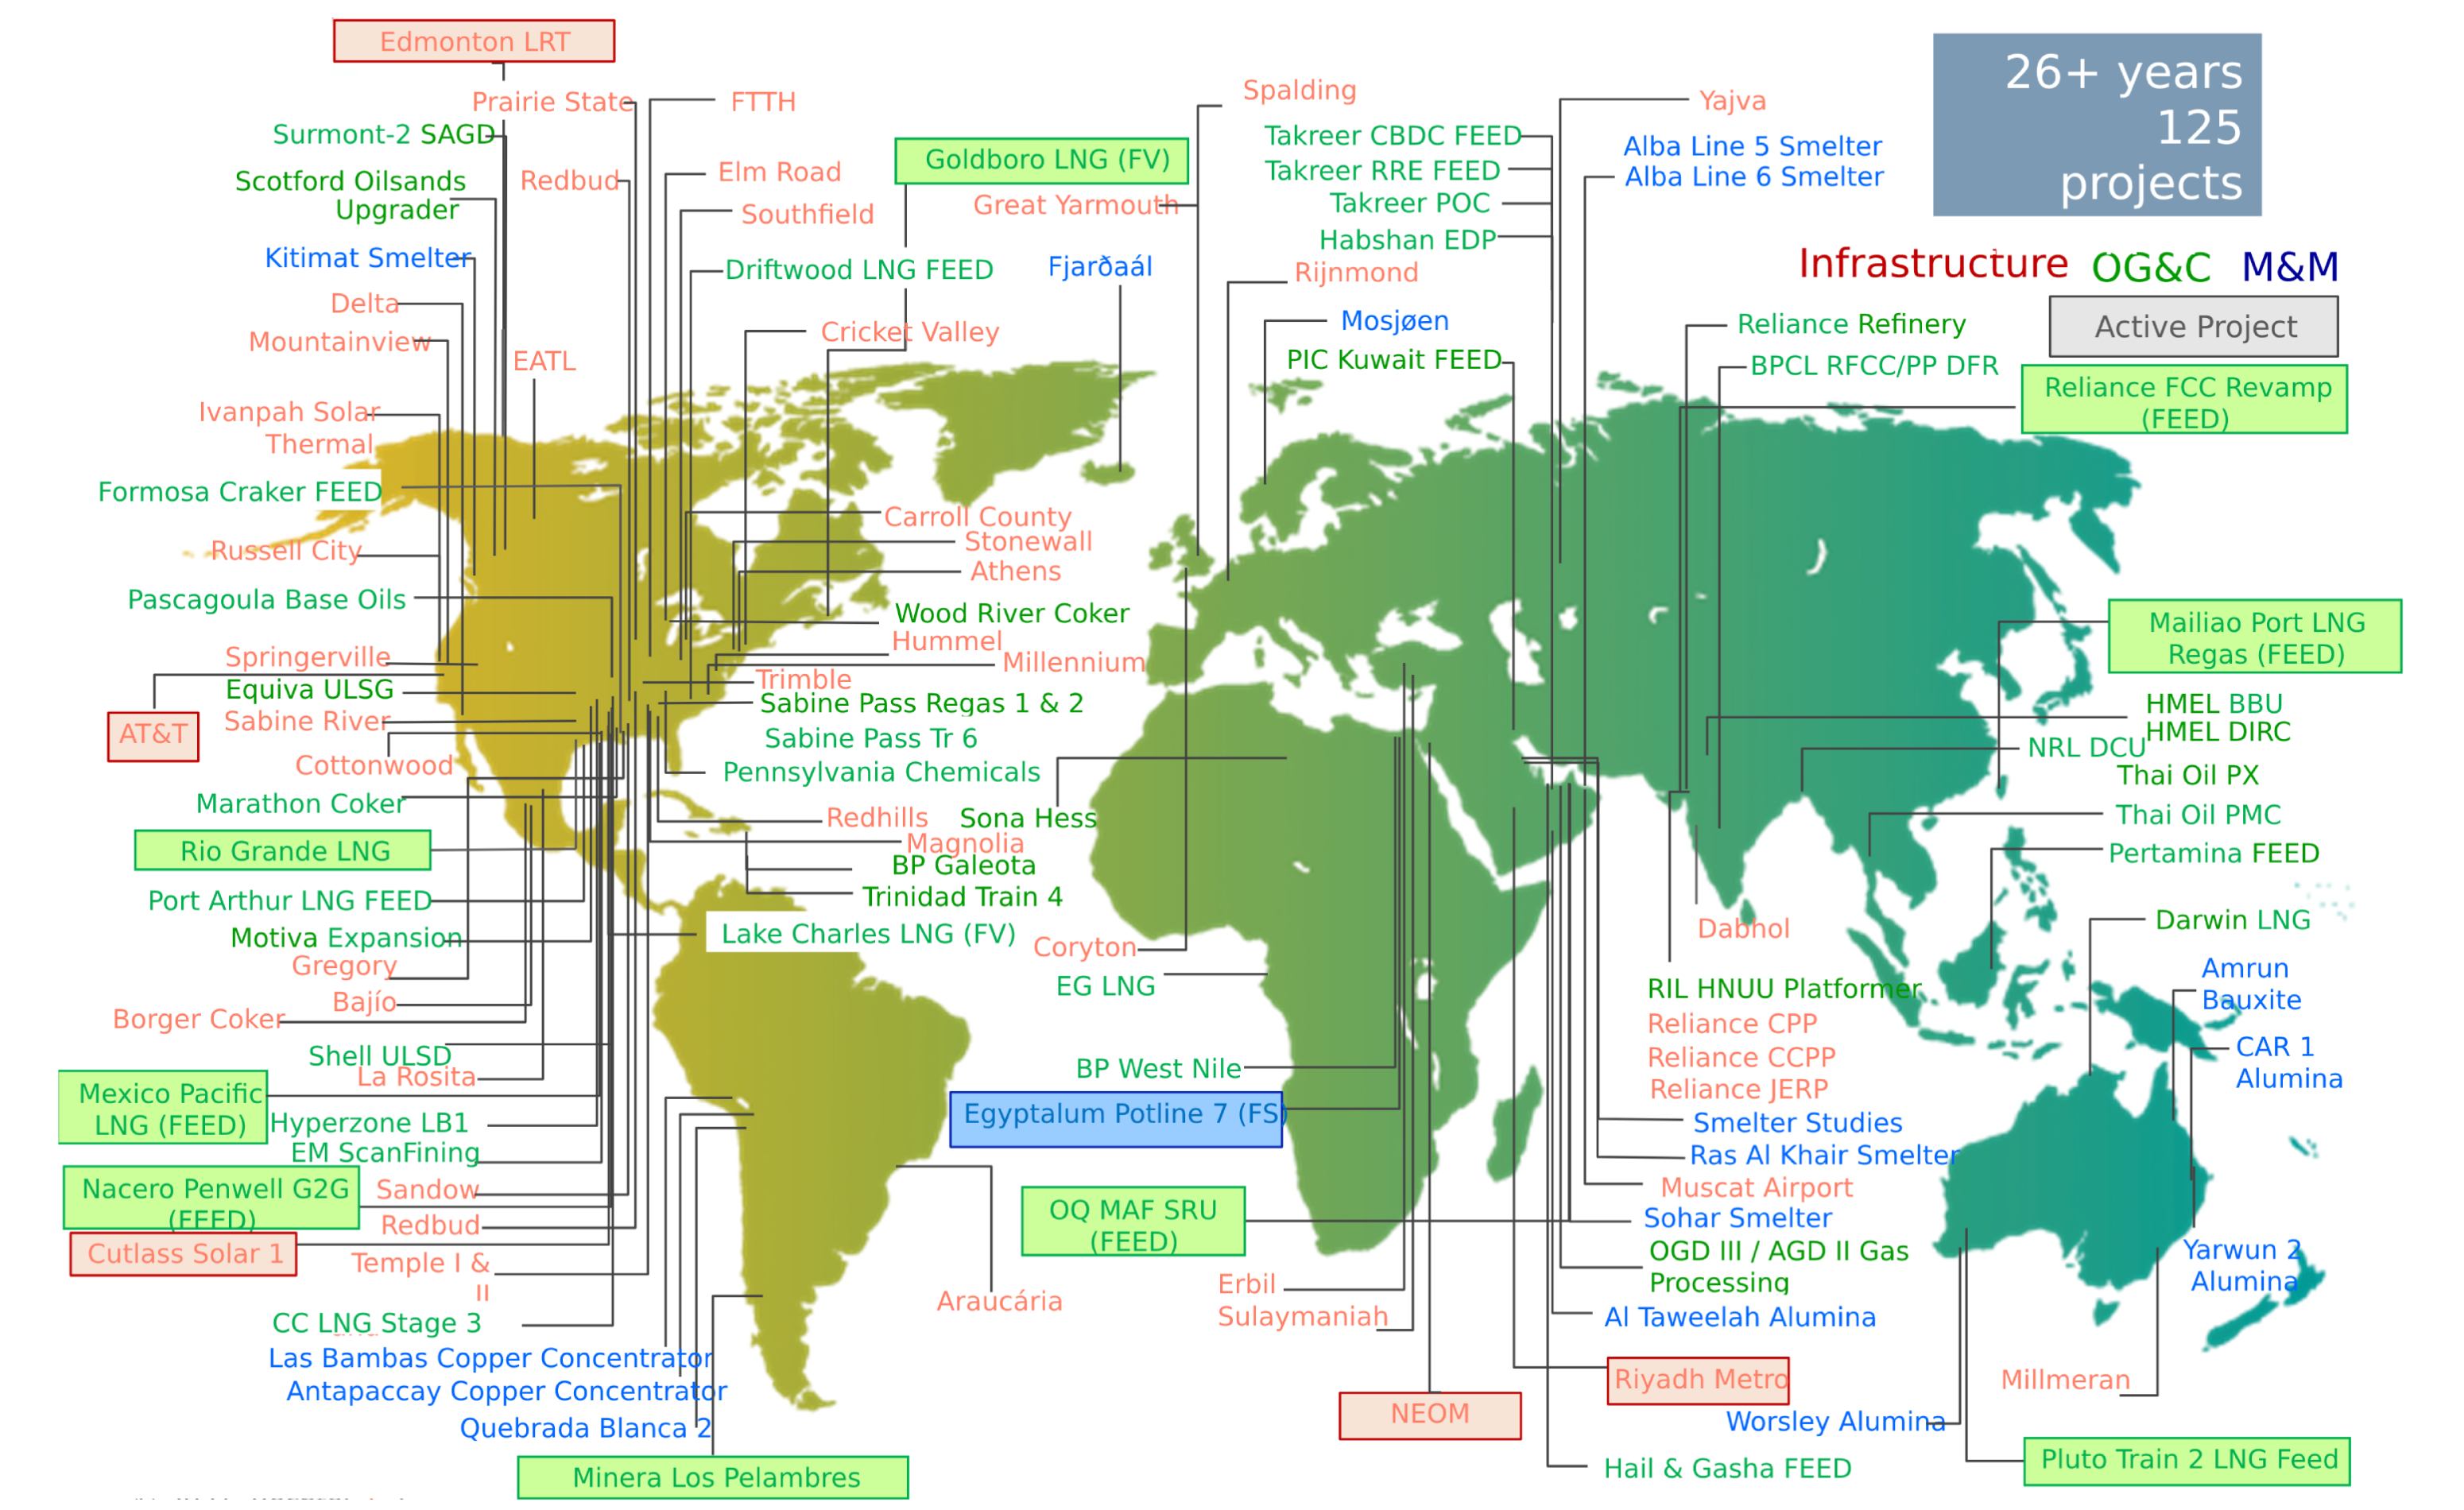 Edmonton LRT
Prairie State
FTTH
Surmont-2 SAGD
Redbud
Scotford Oilsands
Upgrader
Elm Road
Southfield
Goldboro LNG (FV)
Great Yarmouth
Spalding
Takreer CBDC FEED
Takreer RRE FEED
Takreer POC
Habshan EDP
Yajva
Alba Line 5 Smelter
Alba Line 6 Smelter
26+ years
125
projects
Infrastructure OG&C M&M
Active Project
Kitimat Smelter
Driftwood LNG FEED
Fjarðaál
Rijnmond
Delta
Mountainview
EATL
Cricket Valley
Mosjøen
PIC Kuwait FEED
Reliance Refinery
BPCL RFCC/PP DFR
Reliance FCC Revamp
(FEED)
Ivanpah Solar
Thermal
Formosa Craker FEED
Russell City
Pascagoula Base Oils
Carroll County
Stonewall
Athens
Wood River Coker
Hummel
Millennium
Springerville
Equiva ULSG
Sabine River
AT&T
Cottonwood
Marathon Coker
Rio Grande LNG
Trimble
Sabine Pass Regas 1 & 2
Sabine Pass Tr 6
Pennsylvania Chemicals
Redhills
Sona Hess
Magnolia
BP Galeota
Trinidad Train 4
Lake Charles LNG (FV)
Coryton
EG LNG
Mailiao Port LNG
Regas (FEED)
HMEL BBU
HMEL DIRC
NRL DCU
Thai Oil PX
Thai Oil PMC
Pertamina FEED
Dabhol
Darwin LNG
Amrun
Bauxite
CAR 1
Alumina
Port Arthur LNG FEED
Motiva Expansion
Gregory
Bajío
Borger Coker
Shell ULSD
La Rosita
Mexico Pacific
LNG (FEED)
Hyperzone LB1
EM ScanFining
Nacero Penwell G2G
(FEED)
Sandow
Redbud
Cutlass Solar 1
Temple I &
II
CC LNG Stage 3
Las Bambas Copper Concentrator
Antapaccay Copper Concentrator
Quebrada Blanca 2
Minera Los Pelambres
Araucária
BP West Nile
Egyptalum Potline 7 (FS)
OQ MAF SRU
(FEED)
Erbil
Sulaymaniah
NEOM
RIL HNUU Platformer
Reliance CPP
Reliance CCPP
Reliance JERP
Smelter Studies
Ras Al Khair Smelter
Muscat Airport
Sohar Smelter
OGD III / AGD II Gas
Processing
Al Taweelah Alumina
Riyadh Metro
Hail & Gasha FEED
Yarwun 2
Alumina
Millmeran
Worsley Alumina
Pluto Train 2 LNG Feed